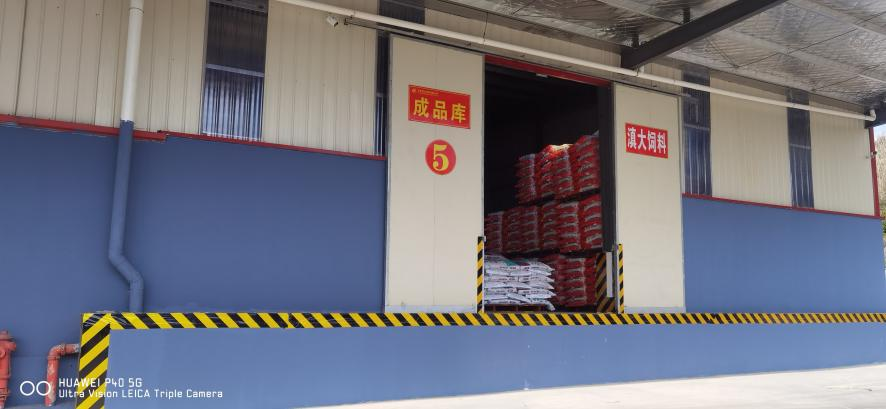 成品库
5
滇大饲料
HUAWEI P40 5G
Ultra Vision LEICA Triple Camera